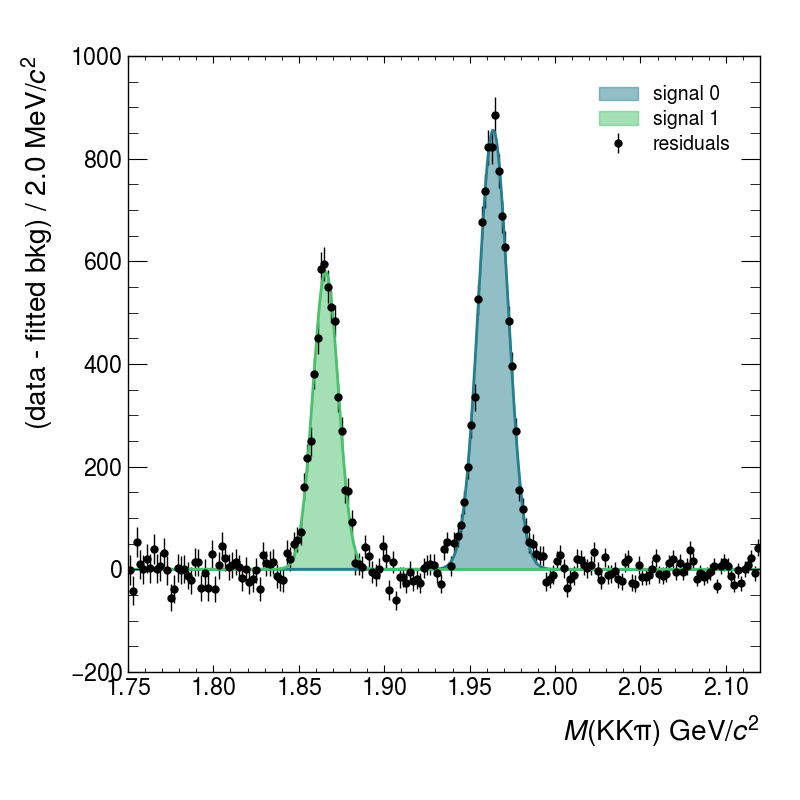 1000
800
600
400
200
0
−200
(data - fitted bkg) / 2.0 MeV/c²
signal 0
signal 1
residuals
1.75 1.80 1.85 1.90 1.95 2.00 2.05 2.10
M(KKπ) GeV/c²